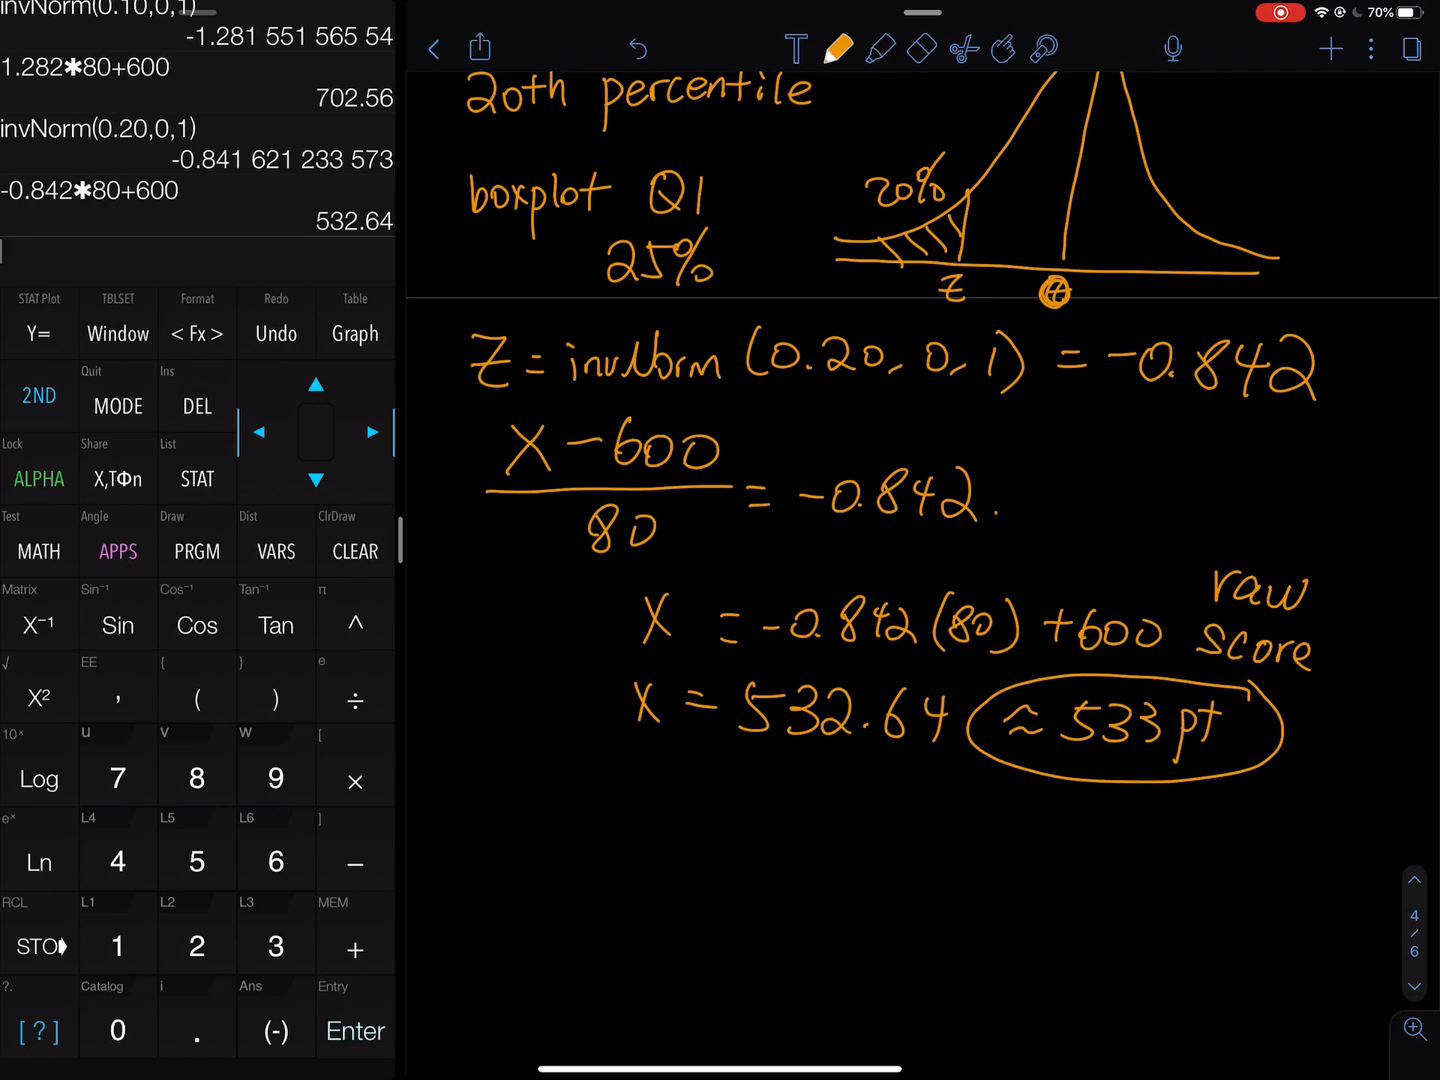 invNorm(0.10,0,1)
-1.281 551 565 54
1.282✱80+600
702.56
invNorm(0.20,0,1)
-0.841 621 233 573
-0.842✱80+600
532.64
STAT Plot TBLSET Format Redo Table
Y= Window < Fx > Undo Graph
Quit Ins
2ND MODE DEL
Lock Share List
ALPHA X,TΦn STAT
Test Angle Draw Dist ClrDraw
MATH APPS PRGM VARS CLEAR
Matrix Sin⁻¹ Cos⁻¹ Tan⁻¹ π
X⁻¹ Sin Cos Tan ^
√ EE { } e
X² , ( ) ÷
10ˣ u v w [
Log 7 8 9 ×
eˣ L4 L5 L6 ]
Ln 4 5 6 −
RCL L1 L2 L3 MEM
STO 1 2 3 +
?. Catalog i Ans Entry
[ ? ] 0 . (-) Enter
70%
T
20th percentile
boxplot Q1
25%
20%
Z
Z = invNorm (0.20, 0, 1) = -0.842
X - 600
80
= -0.842.
raw
score
X = -0.842 (80) + 600
X = 532.64 ≈ 533 pt
4
/
6